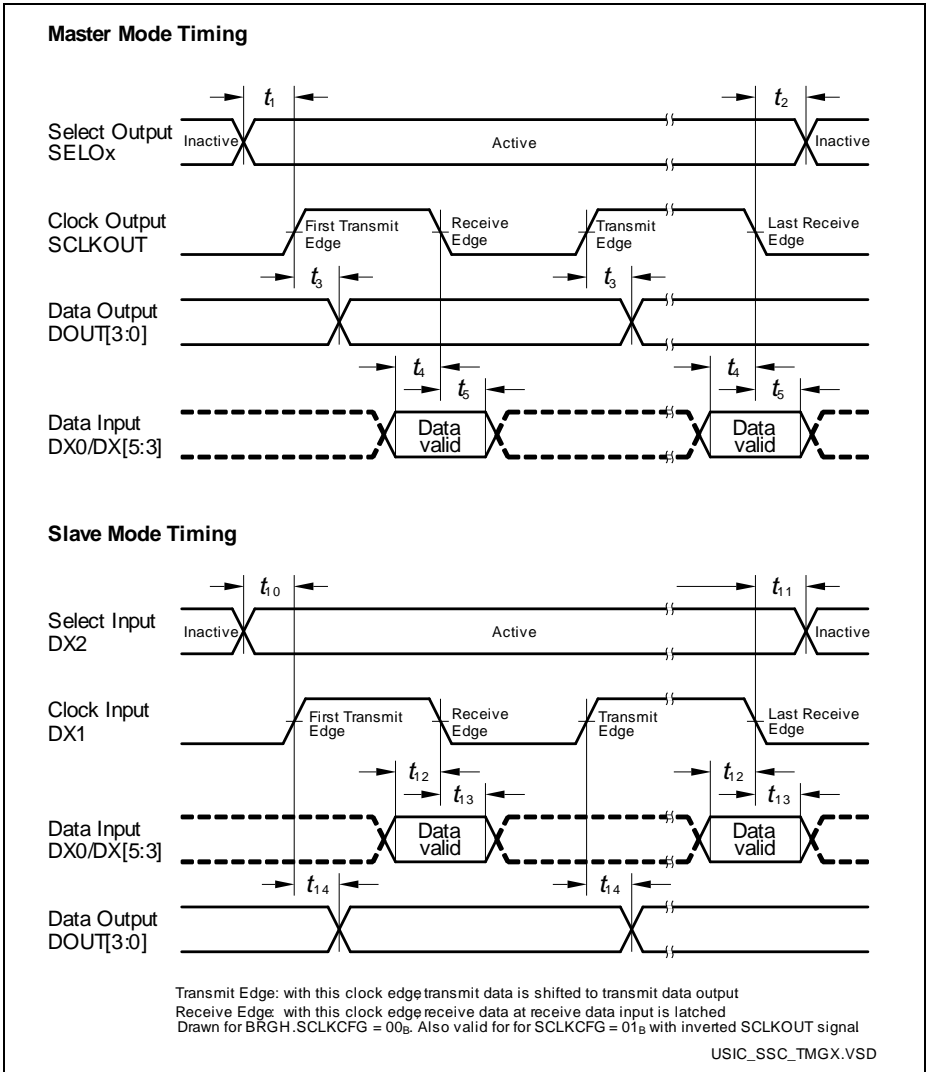 Master Mode Timing
t1
t2
Select Output
SELOx
Inactive
Active
Inactive
Clock Output
SCLKOUT
First Transmit
Edge
Receive
Edge
Transmit
Edge
Last Receive
Edge
t3
t3
Data Output
DOUT[3:0]
t4
t5
t4
t5
Data Input
DX0/DX[5:3]
Data
valid
Data
valid
Slave Mode Timing
t10
t11
Select Input
DX2
Inactive
Active
Inactive
Clock Input
DX1
First Transmit
Edge
Receive
Edge
Transmit
Edge
Last Receive
Edge
t12
t13
t12
t13
Data Input
DX0/DX[5:3]
Data
valid
Data
valid
t14
t14
Data Output
DOUT[3:0]
Transmit Edge: with this clock edge, transmit data is shifted to transmit data output
Receive Edge: with this clock edge, receive data at receive data input is latched
Drawn for BRGH.SCLKCFG = 00B. Also valid for for SCLKCFG = 01B with inverted SCLKOUT signal.
USIC_SSC_TMGX.VSD